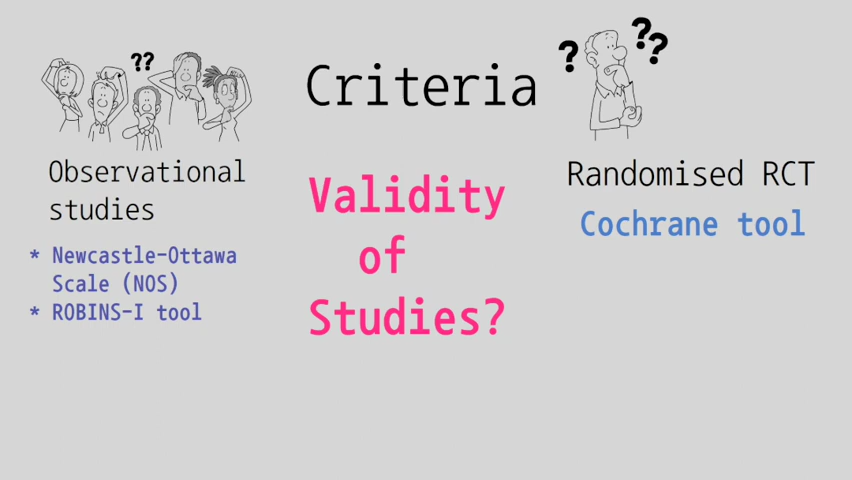 ??
Criteria
? ??
Observational
studies
* Newcastle-Ottawa
Scale (NOS)
* ROBINS-I tool
Validity
of
Studies?
Randomised RCT
Cochrane tool